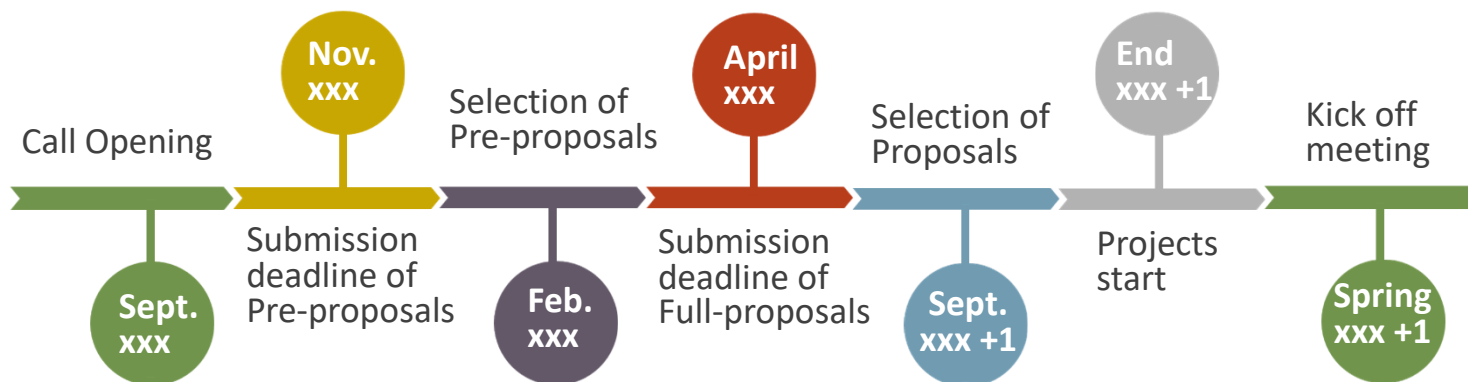 Call Opening
Sept.
xxx
Nov.
xxx
Submission
deadline of
Pre-proposals
Selection of
Pre-proposals
Feb.
xxx
April
xxx
Submission
deadline of
Full-proposals
Selection of
Proposals
Sept.
xxx +1
End
xxx +1
Projects
start
Kick off
meeting
Spring
xxx +1